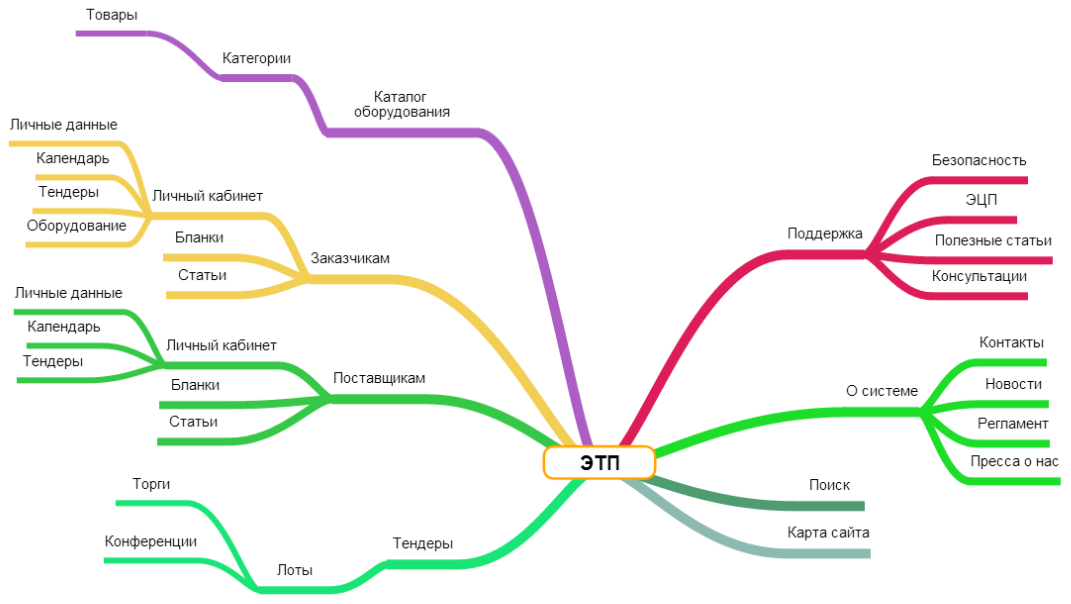 Товары
Категории
Каталог
оборудования
Личные данные
Календарь
Тендеры
Оборудование
Личный кабинет
Бланки
Статьи
Заказчикам
Личные данные
Календарь
Тендеры
Личный кабинет
Бланки
Статьи
Поставщикам
Торги
Конференции
Лоты
Тендеры
ЭТП
Безопасность
ЭЦП
Полезные статьи
Консультации
Поддержка
Контакты
Новости
Регламент
Пресса о нас
О системе
Поиск
Карта сайта